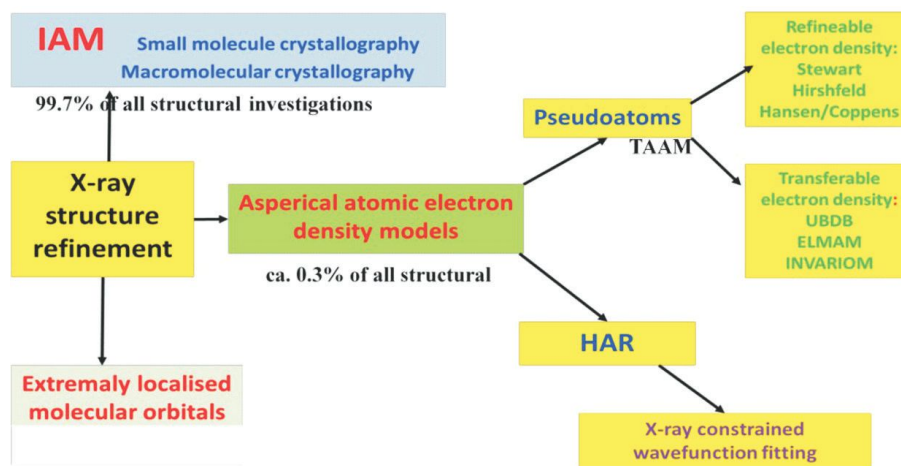 IAM
Small molecule crystallography
Macromolecular crystallography
99.7% of all structural investigations
X-ray
structure
refinement
Asperical atomic electron
density models
ca. 0.3% of all structural
Extremaly localised
molecular orbitals
Pseudoatoms
TAAM
Refineable
electron density:
Stewart
Hirshfeld
Hansen/Coppens
Transferable
electron density:
UBDB
ELMAM
INVARIOM
HAR
X-ray constrained
wavefunction fitting